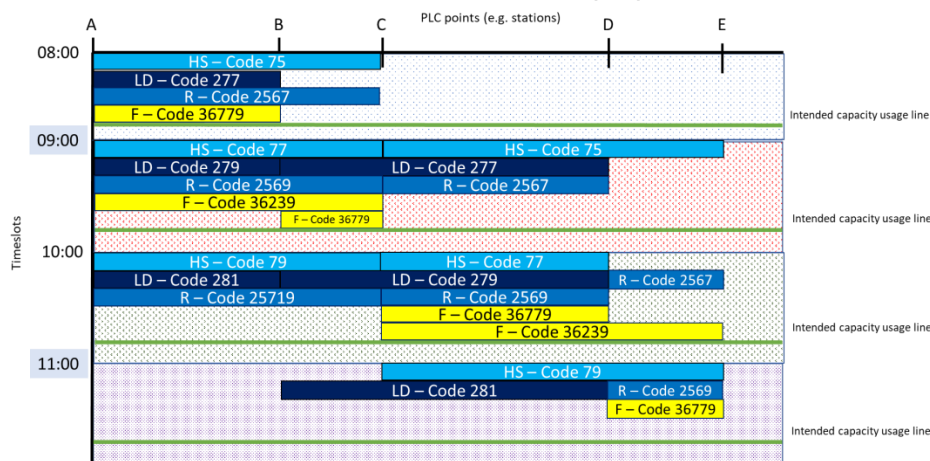 PLC points (e.g. stations)
A B C D E
08:00
HS – Code 75
LD – Code 277
R – Code 2567
F – Code 36779
Intended capacity usage line
09:00
HS – Code 77 HS – Code 75
LD – Code 279 LD – Code 277
R – Code 2569 R – Code 2567
F – Code 36239
F – Code 36779
Intended capacity usage line
Timeslots
10:00
HS – Code 79 HS – Code 77
LD – Code 281 LD – Code 279 R – Code 2567
R – Code 25719 R – Code 2569
F – Code 36779
F – Code 36239
Intended capacity usage line
11:00
HS – Code 79
LD – Code 281 R – Code 2569
F – Code 36779
Intended capacity usage line